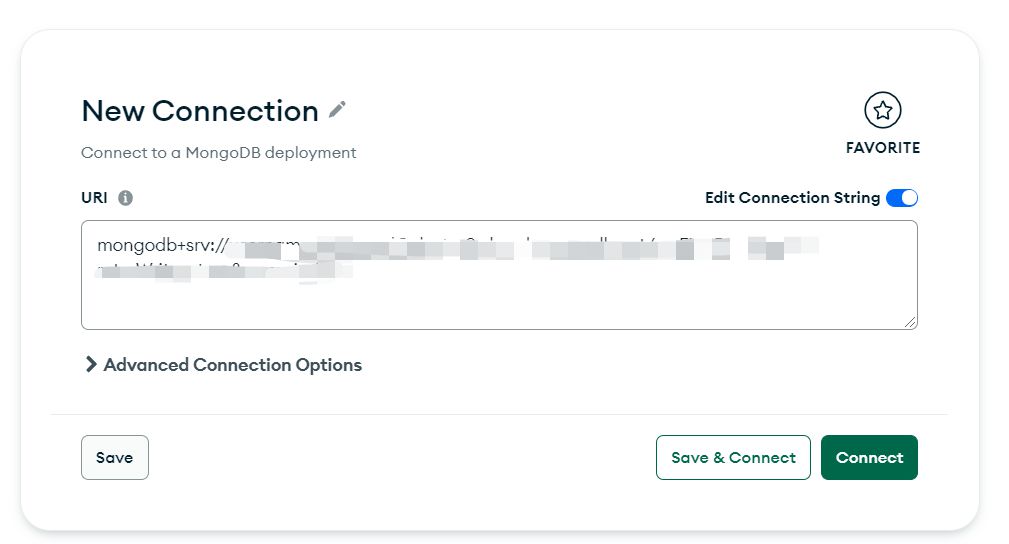 New Connection
FAVORITE
Connect to a MongoDB deployment
URI
Edit Connection String
mongodb+srv://
Advanced Connection Options
Save
Save & Connect
Connect